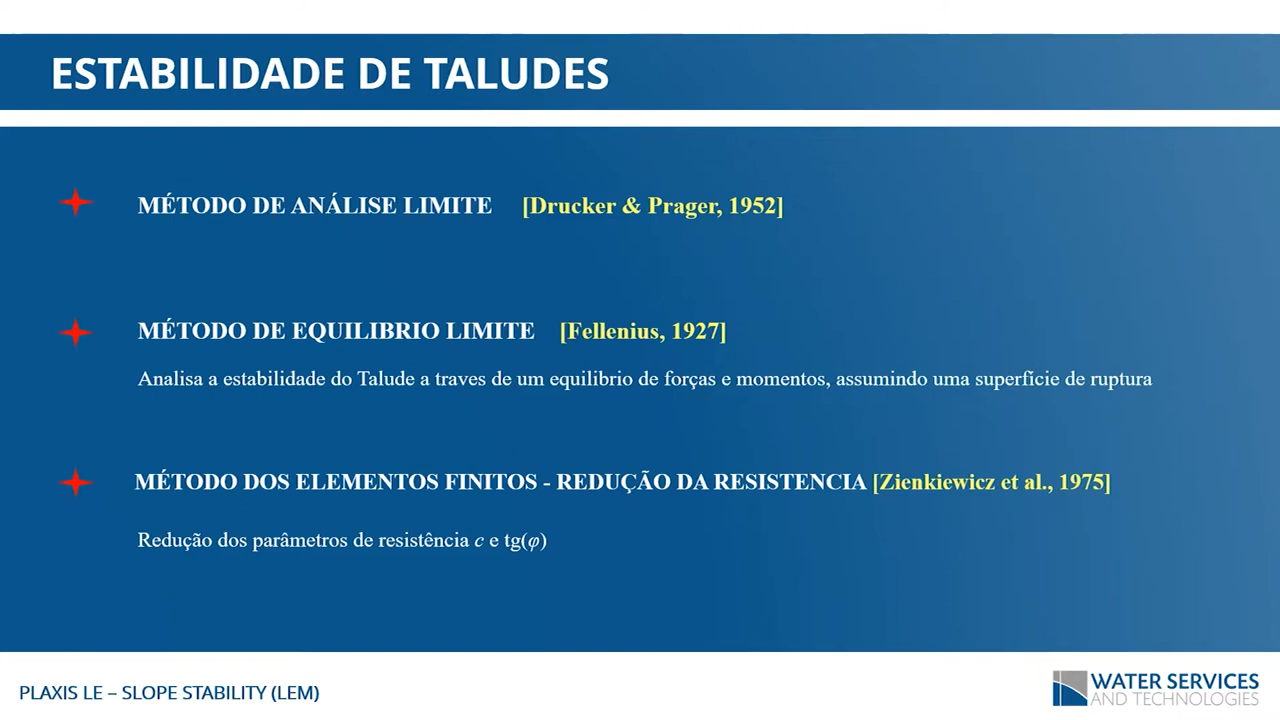 ESTABILIDADE DE TALUDES
MÉTODO DE ANÁLISE LIMITE [Drucker & Prager, 1952]
MÉTODO DE EQUILIBRIO LIMITE [Fellenius, 1927]
Analisa a estabilidade do Talude a traves de um equilibrio de forças e momentos, assumindo uma superfície de ruptura
MÉTODO DOS ELEMENTOS FINITOS - REDUÇÃO DA RESISTENCIA [Zienkiewicz et al., 1975]
Redução dos parâmetros de resistência c e tg(φ)
PLAXIS LE – SLOPE STABILITY (LEM)
WATER SERVICES
AND TECHNOLOGIES